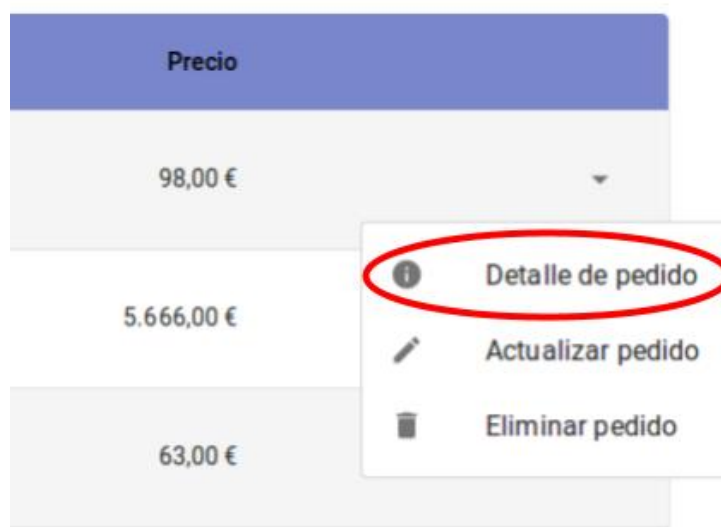 Precio
98,00 €
Detalle de pedido
5.666,00 €
Actualizar pedido
Eliminar pedido
63,00 €